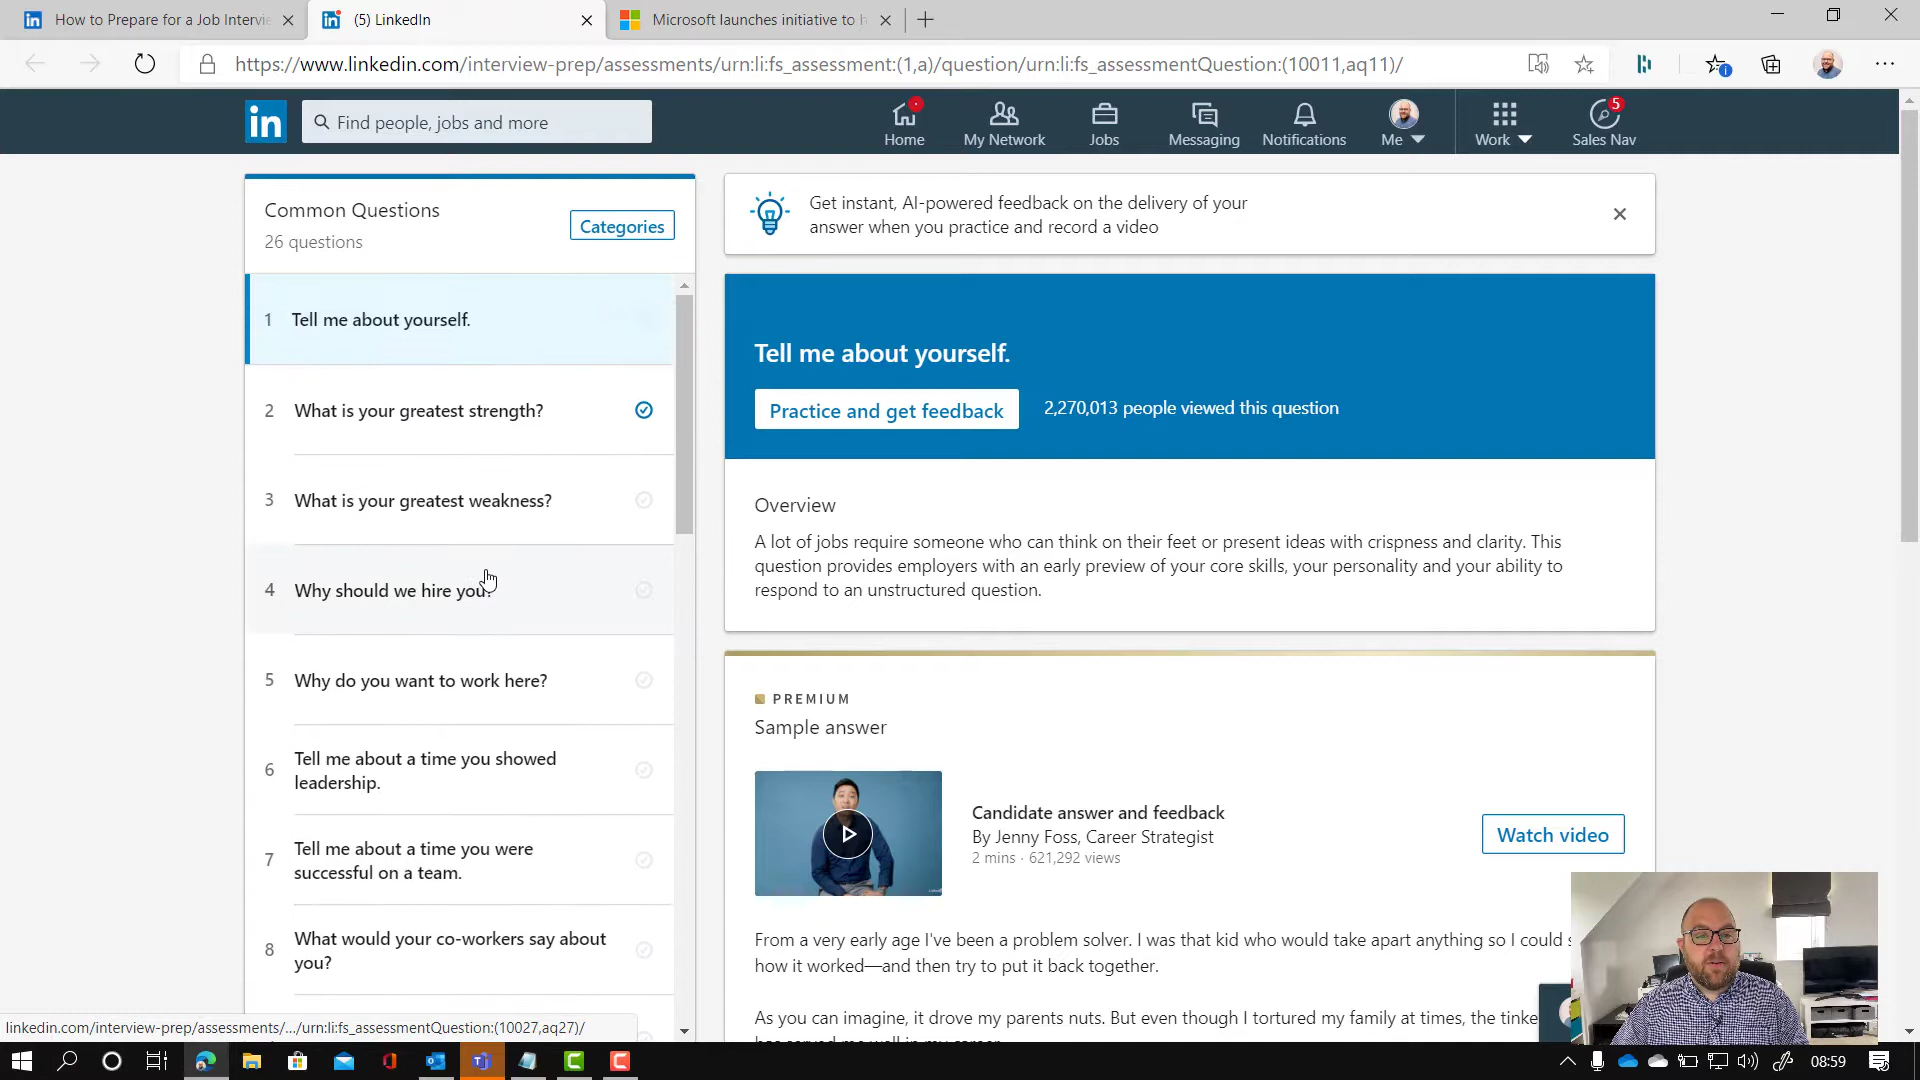 How to Prepare for a Job Intervie
(5) LinkedIn
Microsoft launches initiative to h
https://www.linkedin.com/interview-prep/assessments/urn:li:fs_assessment:(1,a)/question/urn:li:fs_assessmentQuestion:(10011,aq11)/
in
Find people, jobs and more
Home
My Network
Jobs
Messaging
Notifications
Me
Work
5
Sales Nav
Common Questions
26 questions
Categories
1 Tell me about yourself.
2 What is your greatest strength?
3 What is your greatest weakness?
4 Why should we hire you?
5 Why do you want to work here?
6 Tell me about a time you showed
leadership.
7 Tell me about a time you were
successful on a team.
8 What would your co-workers say about
you?
Get instant, AI-powered feedback on the delivery of your
answer when you practice and record a video
Tell me about yourself.
Practice and get feedback
2,270,013 people viewed this question
Overview
A lot of jobs require someone who can think on their feet or present ideas with crispness and clarity. This
question provides employers with an early preview of your core skills, your personality and your ability to
respond to an unstructured question.
PREMIUM
Sample answer
Candidate answer and feedback
By Jenny Foss, Career Strategist
2 mins · 621,292 views
Watch video
From a very early age I've been a problem solver. I was that kid who would take apart anything so I could
how it worked—and then try to put it back together.
As you can imagine, it drove my parents nuts. But even though I tortured my family at times, the tinke
linkedin.com/interview-prep/assessments/.../urn:li:fs_assessmentQuestion:(10027,aq27)/
08:59